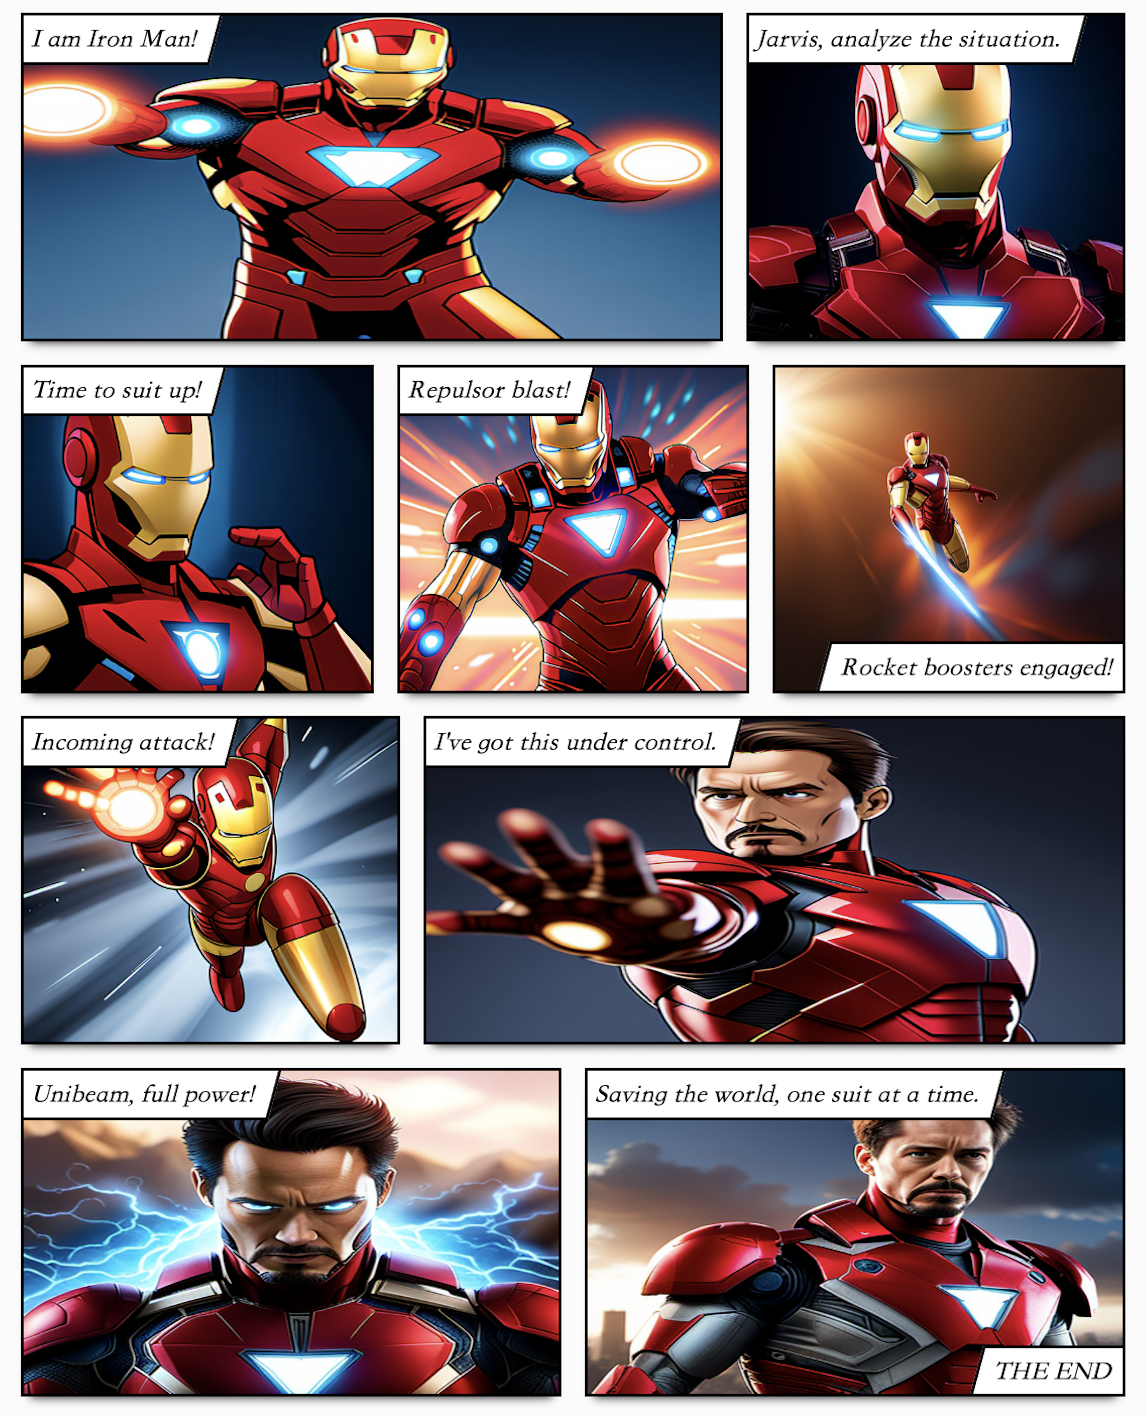 I am Iron Man!
Jarvis, analyze the situation.
Time to suit up!
Repulsor blast!
Rocket boosters engaged!
Incoming attack!
I've got this under control.
Unibeam, full power!
Saving the world, one suit at a time.
THE END